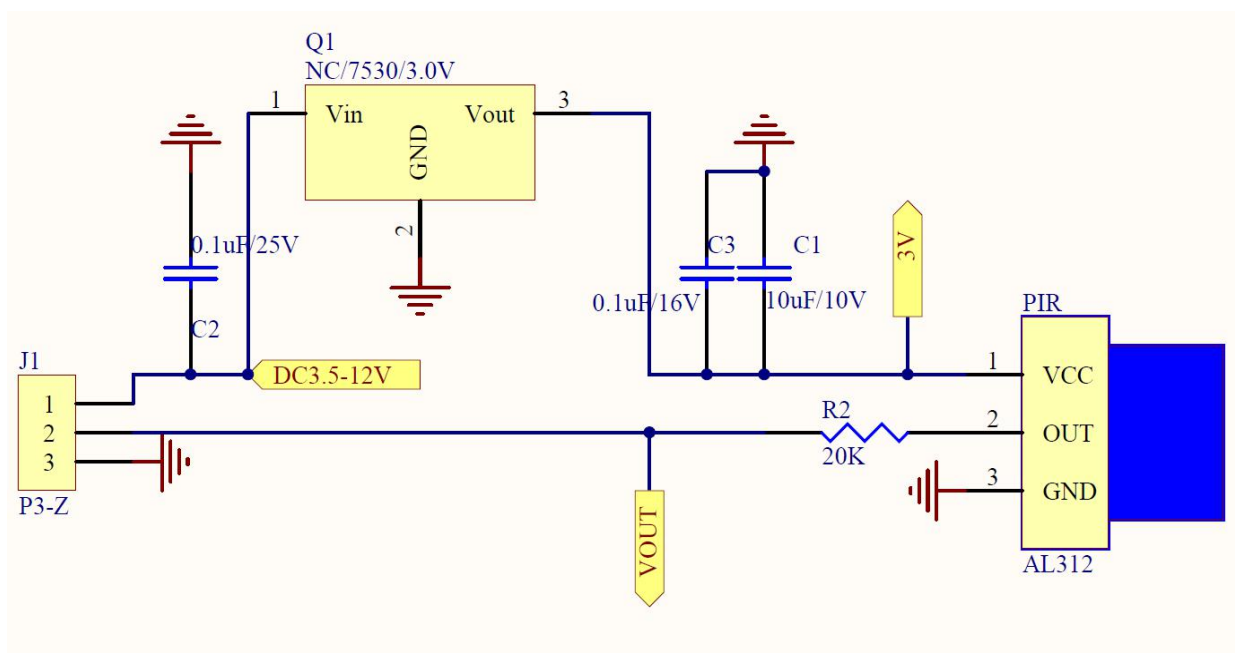 Q1
NC/7530/3.0V
1
Vin
Vout
3
GND
2
0.1uF/25V
C2
C3
C1
0.1uF/16V
10uF/10V
3V
PIR
J1
DC3.5-12V
1
2
3
P3-Z
R2
20K
1
VCC
2
OUT
3
GND
AL312
VOUT